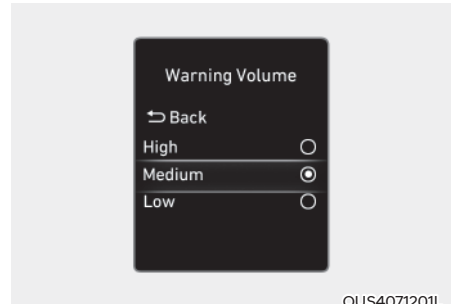 Warning Volume
Back
High
Medium
Low
OUS4071201L